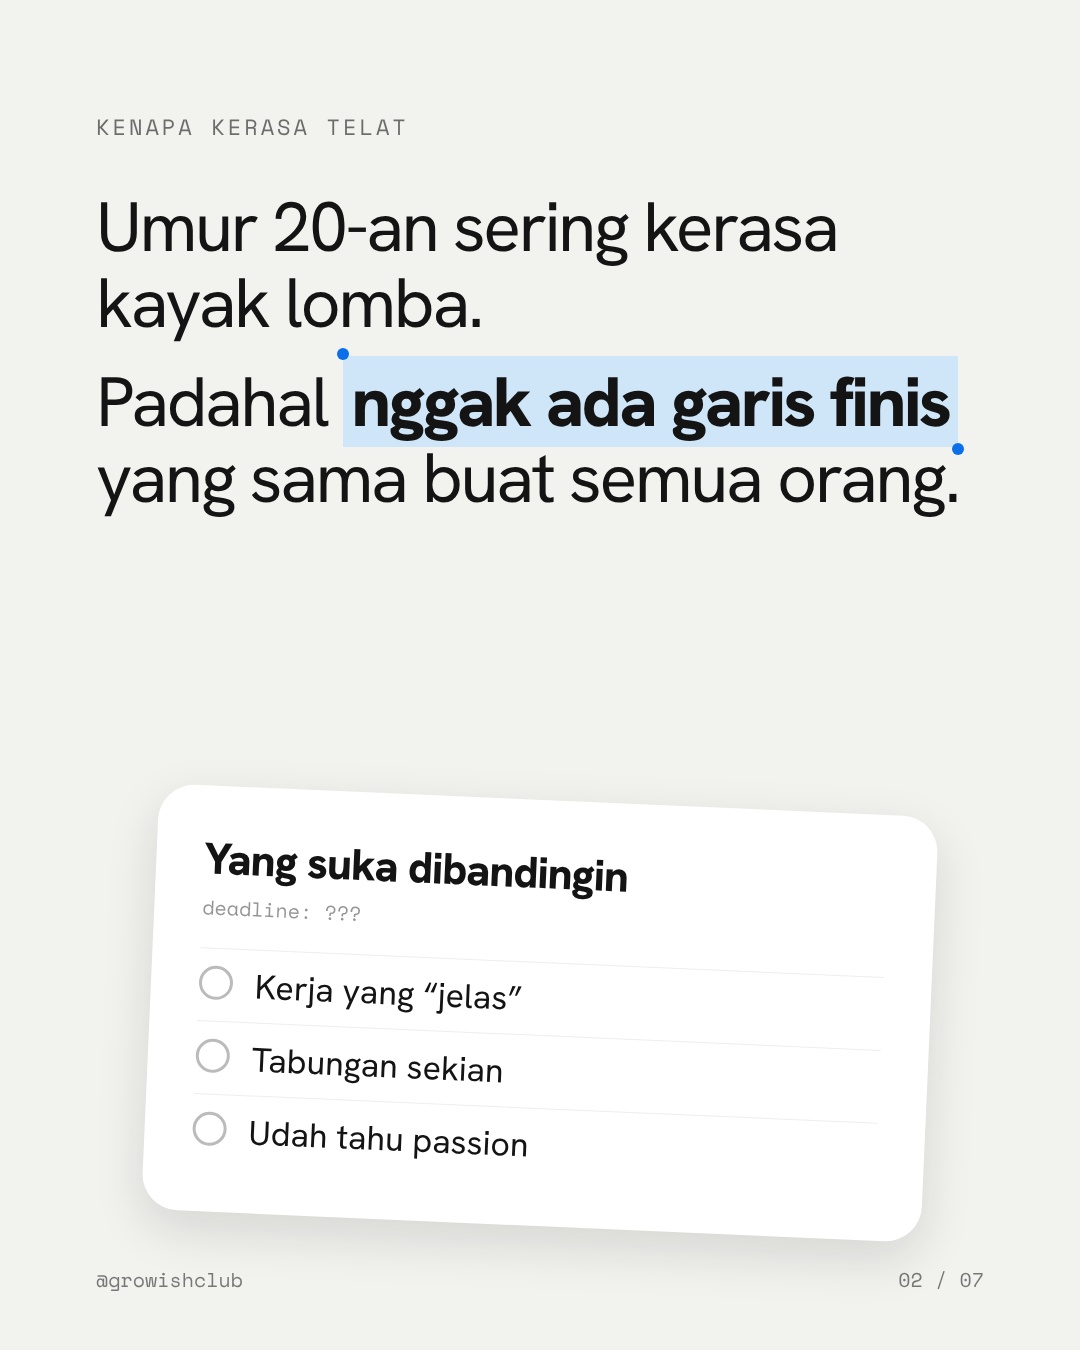 KENAPA KERASA TELAT
Umur 20-an sering kerasa
kayak lomba.
Padahal nggak ada garis finis
yang sama buat semua orang.
Yang suka dibandingin
deadline: ???
Kerja yang “jelas”
Tabungan sekian
Udah tahu passion
@growishclub
02 / 07